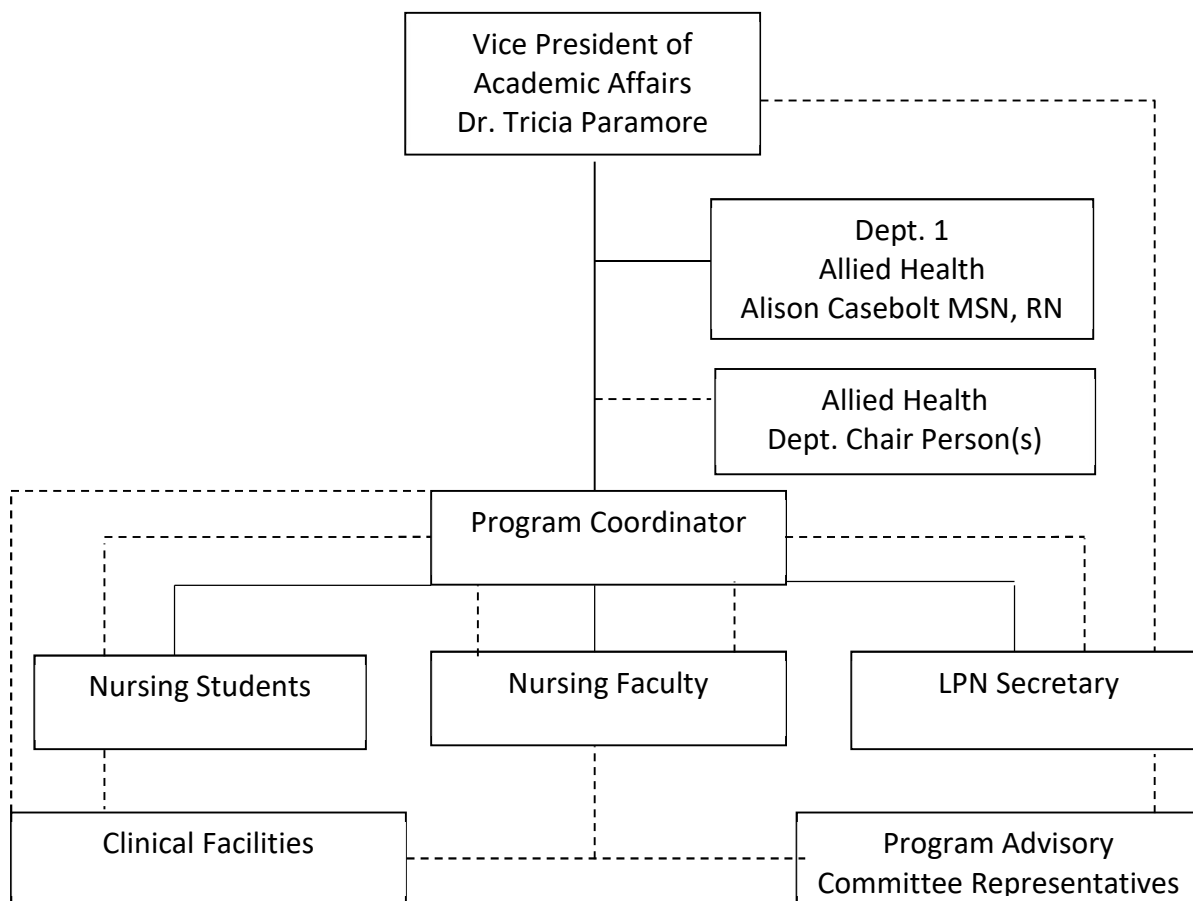 Vice President of
Academic Affairs
Dr. Tricia Paramore
Dept. 1
Allied Health
Alison Casebolt MSN, RN
Allied Health
Dept. Chair Person(s)
Program Coordinator
Nursing Students
Nursing Faculty
LPN Secretary
Clinical Facilities
Program Advisory
Committee Representatives